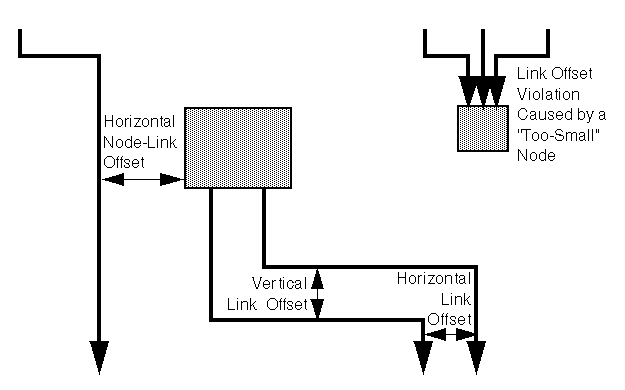 Link Offset
Violation
Caused by a
"Too-Small"
Node
Horizontal
Node-Link
Offset
Vertical
Link Offset
Horizontal
Link
Offset